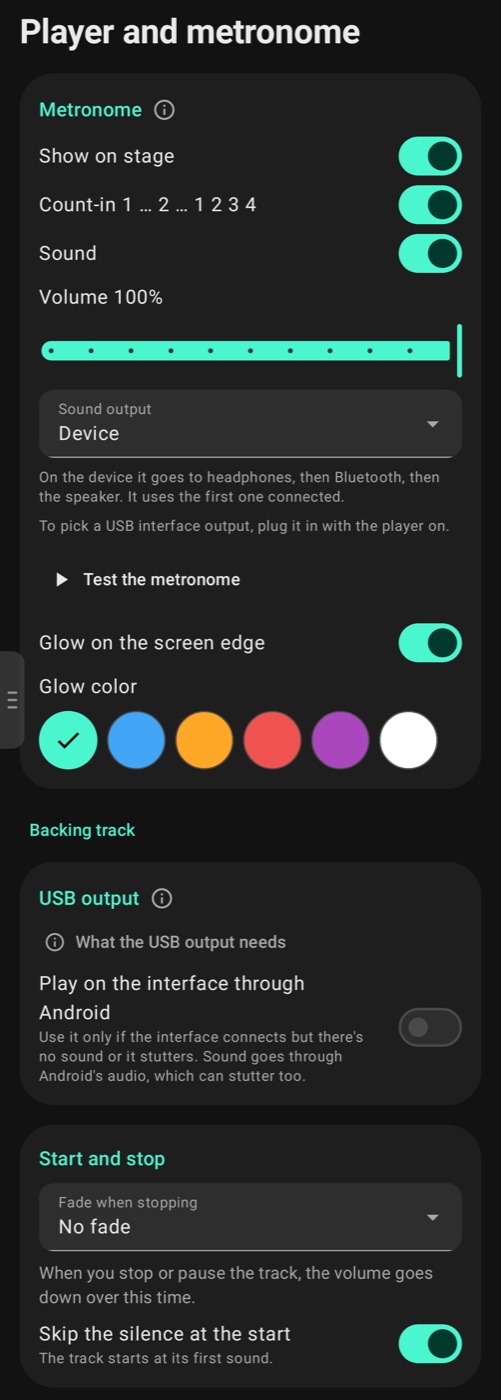 Player and metronome
Metronome
Show on stage
Count-in 1 ... 2 ... 1 2 3 4
Sound
Volume 100%
Sound output
Device
On the device it goes to headphones, then Bluetooth, then
the speaker. It uses the first one connected.
To pick a USB interface output, plug it in with the player on.
Test the metronome
Glow on the screen edge
Glow color
Backing track
USB output
What the USB output needs
Play on the interface through
Android
Use it only if the interface connects but there's
no sound or it stutters. Sound goes through
Android's audio, which can stutter too.
Start and stop
Fade when stopping
No fade
When you stop or pause the track, the volume goes
down over this time.
Skip the silence at the start
The track starts at its first sound.